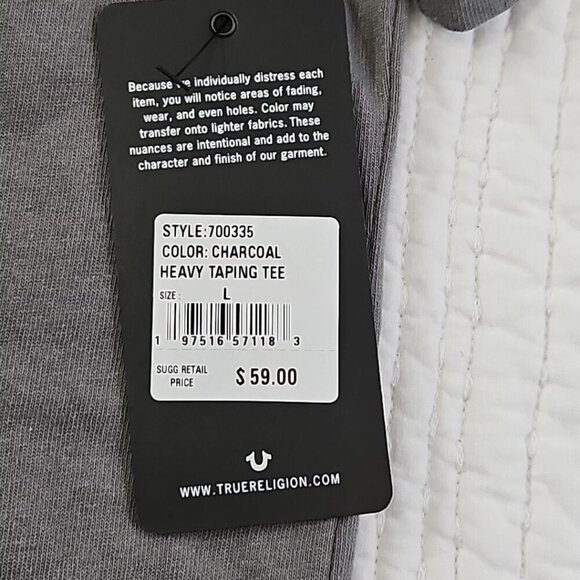 Because we individually distress each
item, you will notice areas of fading,
wear, and even holes. Color may
transfer onto lighter fabrics. These
nuances are intentional and add to the
character and finish of our garment.
STYLE:700335
COLOR: CHARCOAL
HEAVY TAPING TEE
SIZE: L
1 97516 57118 3
SUGG RETAIL
PRICE $59.00
WWW.TRUERELIGION.COM